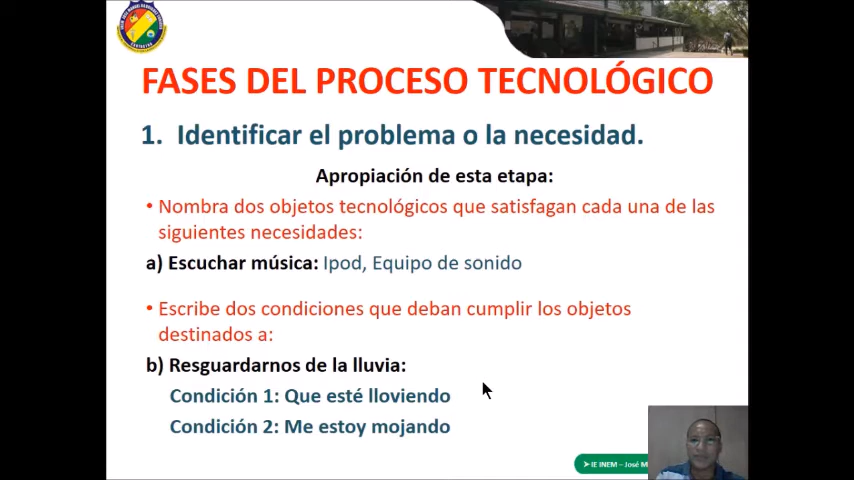 FASES DEL PROCESO TECNOLÓGICO
1. Identificar el problema o la necesidad.
Apropiación de esta etapa:
• Nombra dos objetos tecnológicos que satisfagan cada una de las
siguientes necesidades:
a) Escuchar música: Ipod, Equipo de sonido
• Escribe dos condiciones que deban cumplir los objetos
destinados a:
b) Resguardarnos de la lluvia:
Condición 1: Que esté lloviendo
Condición 2: Me estoy mojando
➤ IE INEM – José M